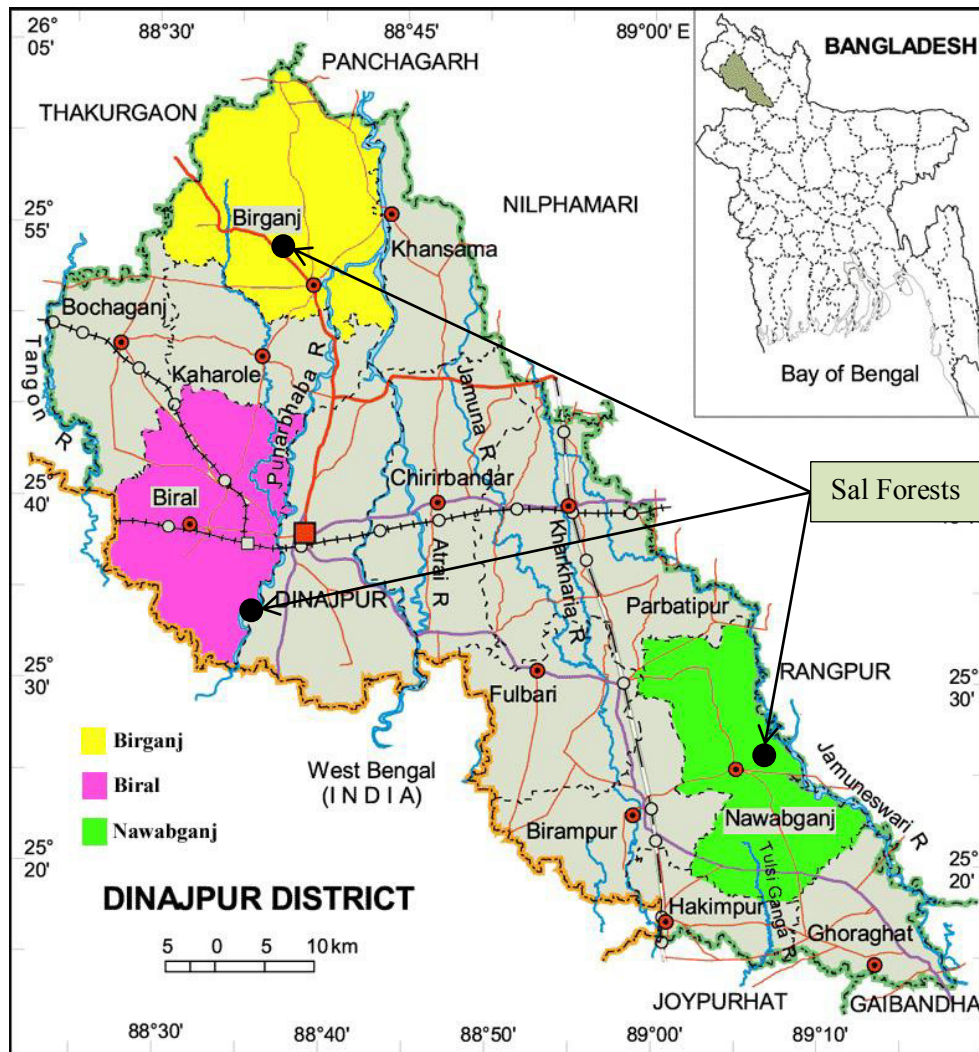 26°
05'
88°30'
88°45'
89°00' E
PANCHAGARH
THAKURGAON
BANGLADESH
25°
55'
Birganj
NILPHAMARI
Khansama
Bochaganj
Tangon R
Kaharole
Punarbhaba R
Jamuna R
Bay of Bengal
25°
40'
Biral
Chirirbandar
Sal Forests
Atrai R
Kharkharia R
DINAJPUR
Parbatipur
25°
30'
Fulbari
RANGPUR
25°
30'
Birganj
Biral
Nawabganj
West Bengal
(INDIA)
Jamuneswari R
Birampur
Nawabganj
25°
20'
Tulsi Ganga R
25°
20'
DINAJPUR DISTRICT
Hakimpur
Ghoraghat
5 0 5 10 km
JOYPURHAT
GAIBANDHA
88°30'
88°40'
88°50'
89°00'
89°10'